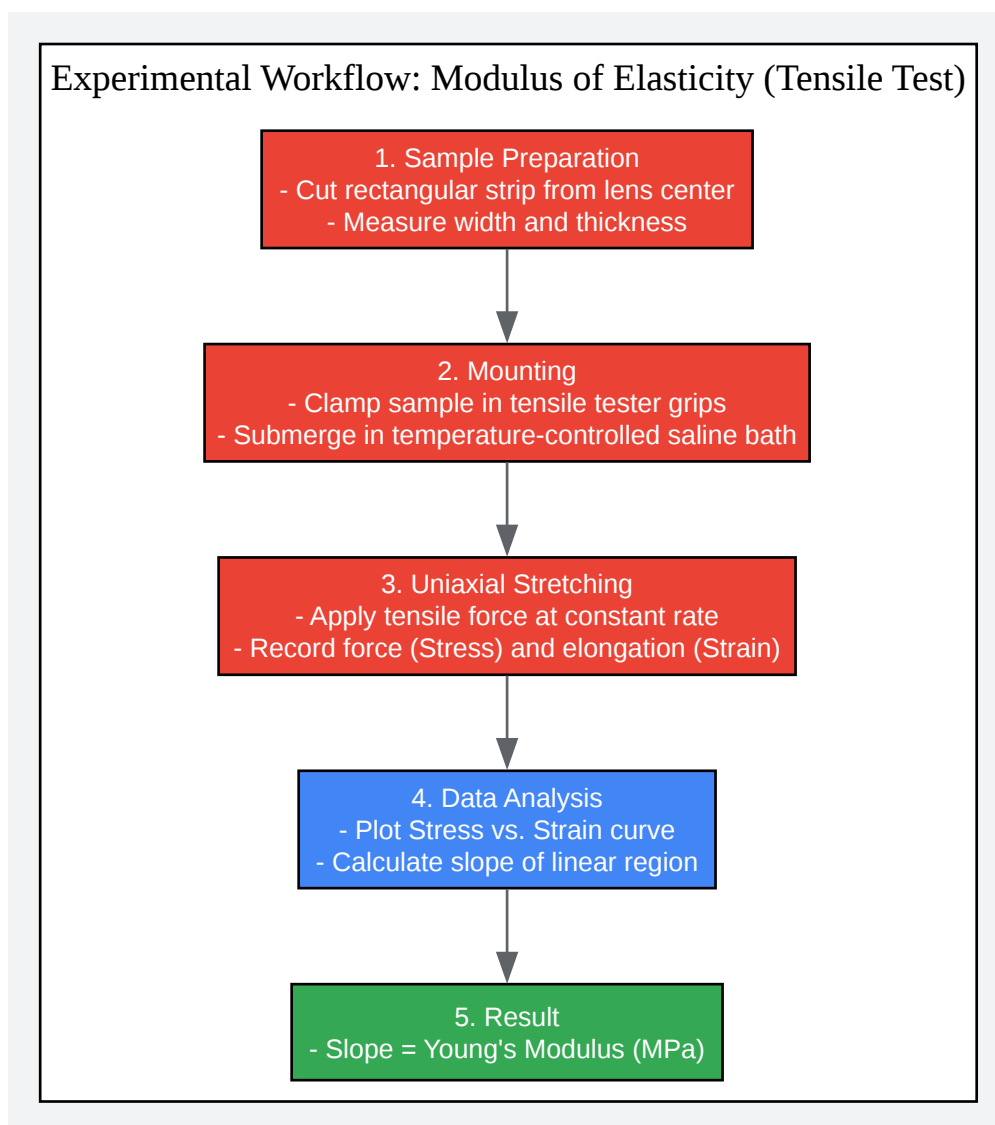 Experimental Workflow: Modulus of Elasticity (Tensile Test)
1. Sample Preparation
- Cut rectangular strip from lens center
- Measure width and thickness
2. Mounting
- Clamp sample in tensile tester grips
- Submerge in temperature-controlled saline bath
3. Uniaxial Stretching
- Apply tensile force at constant rate
- Record force (Stress) and elongation (Strain)
4. Data Analysis
- Plot Stress vs. Strain curve
- Calculate slope of linear region
5. Result
- Slope = Young's Modulus (MPa)